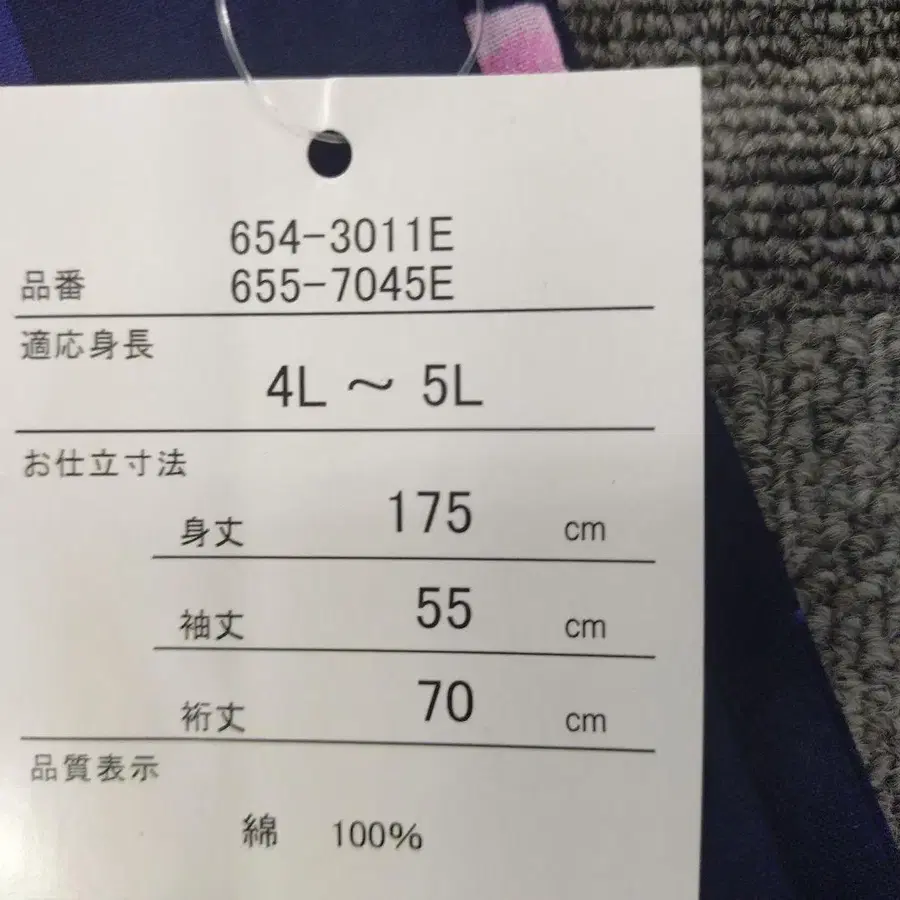 654-3011E
品番 655-7045E
適応身長
4L ～ 5L
お仕立寸法
身丈 175 cm
袖丈 55 cm
裄丈 70 cm
品質表示
綿 100%